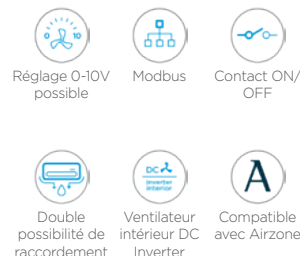 0 10
Réglage 0-10V
possible
Modbus
Contact ON/
OFF
DC
Inverter
interior
Double
possibilité de
raccordement
Ventilateur
intérieur DC
Inverter
A
Compatible
avec Airzone